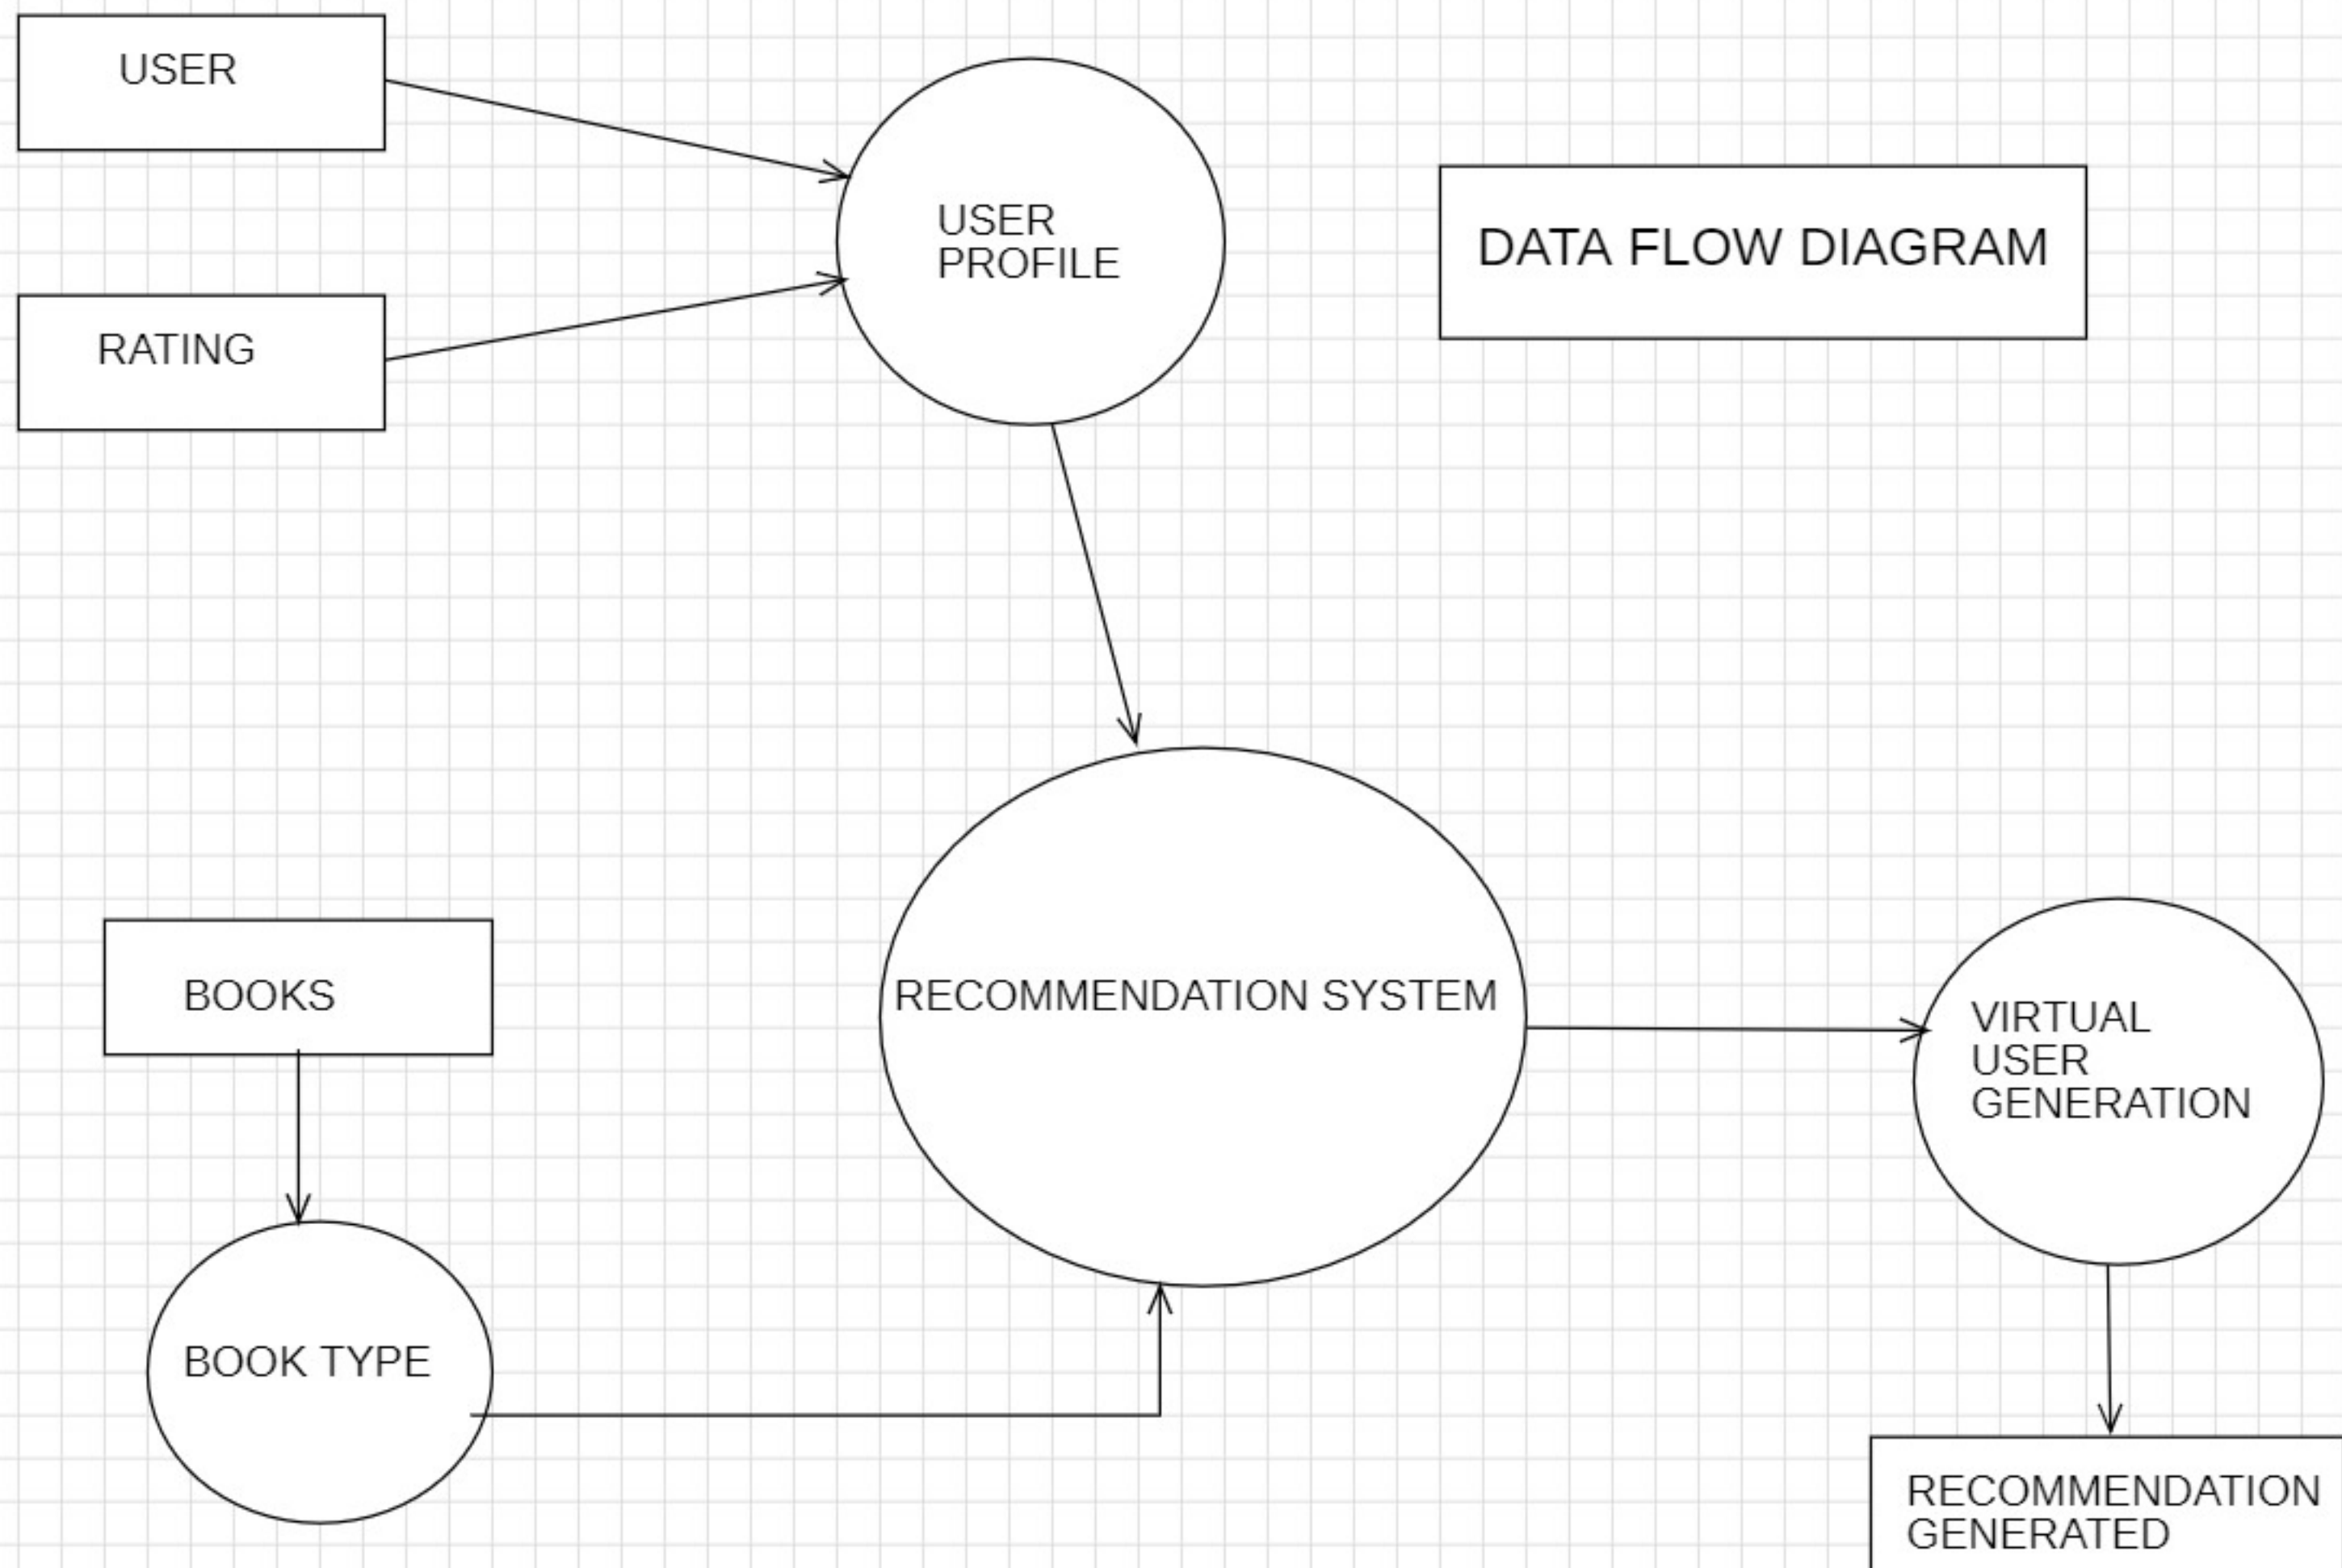 USER
USER
PROFILE
DATA FLOW DIAGRAM
RATING
BOOKS
RECOMMENDATION SYSTEM
VIRTUAL
USER
GENERATION
BOOK TYPE
RECOMMENDATION
GENERATED